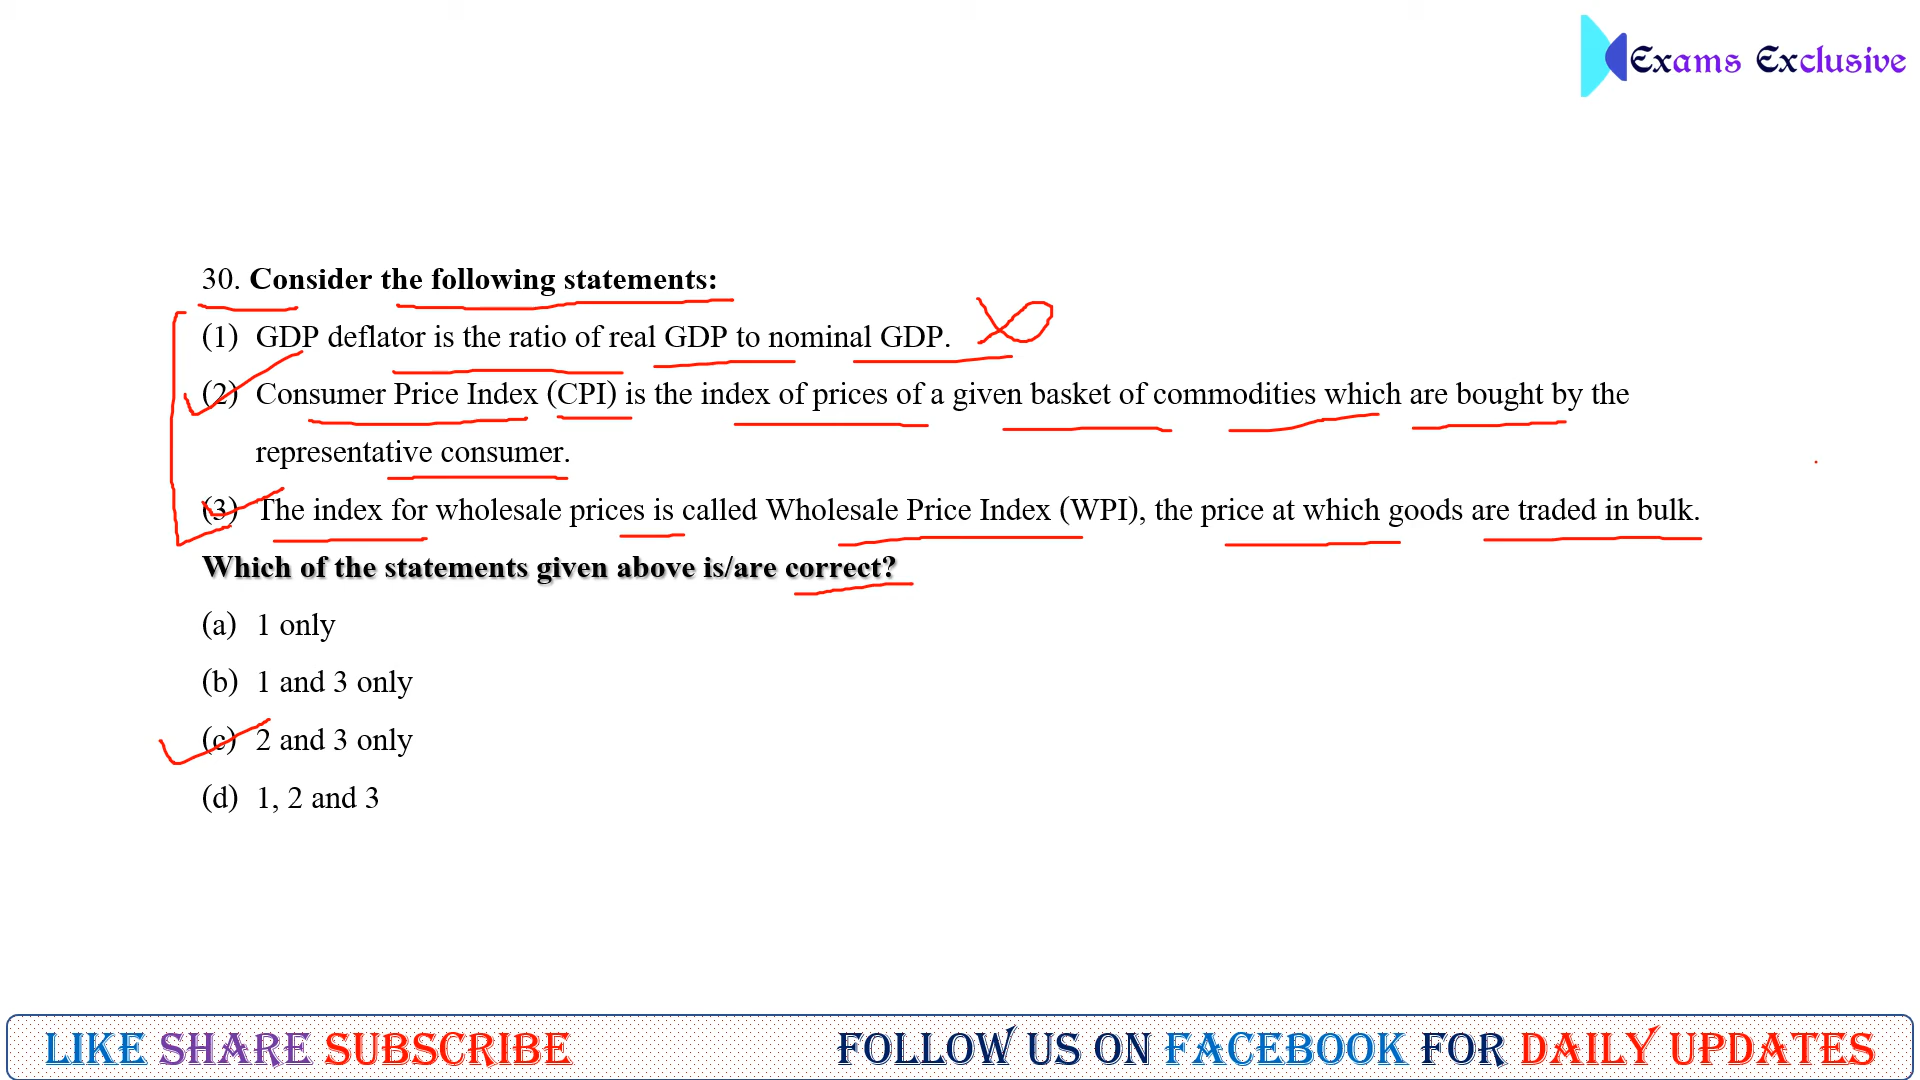 Exams Exclusive
30. Consider the following statements:
(1) GDP deflator is the ratio of real GDP to nominal GDP.
(2) Consumer Price Index (CPI) is the index of prices of a given basket of commodities which are bought by the
representative consumer.
(3) The index for wholesale prices is called Wholesale Price Index (WPI), the price at which goods are traded in bulk.
Which of the statements given above is/are correct?
(a) 1 only
(b) 1 and 3 only
(c) 2 and 3 only
(d) 1, 2 and 3
LIKE SHARE SUBSCRIBE FOLLOW US ON FACEBOOK FOR DAILY UPDATES